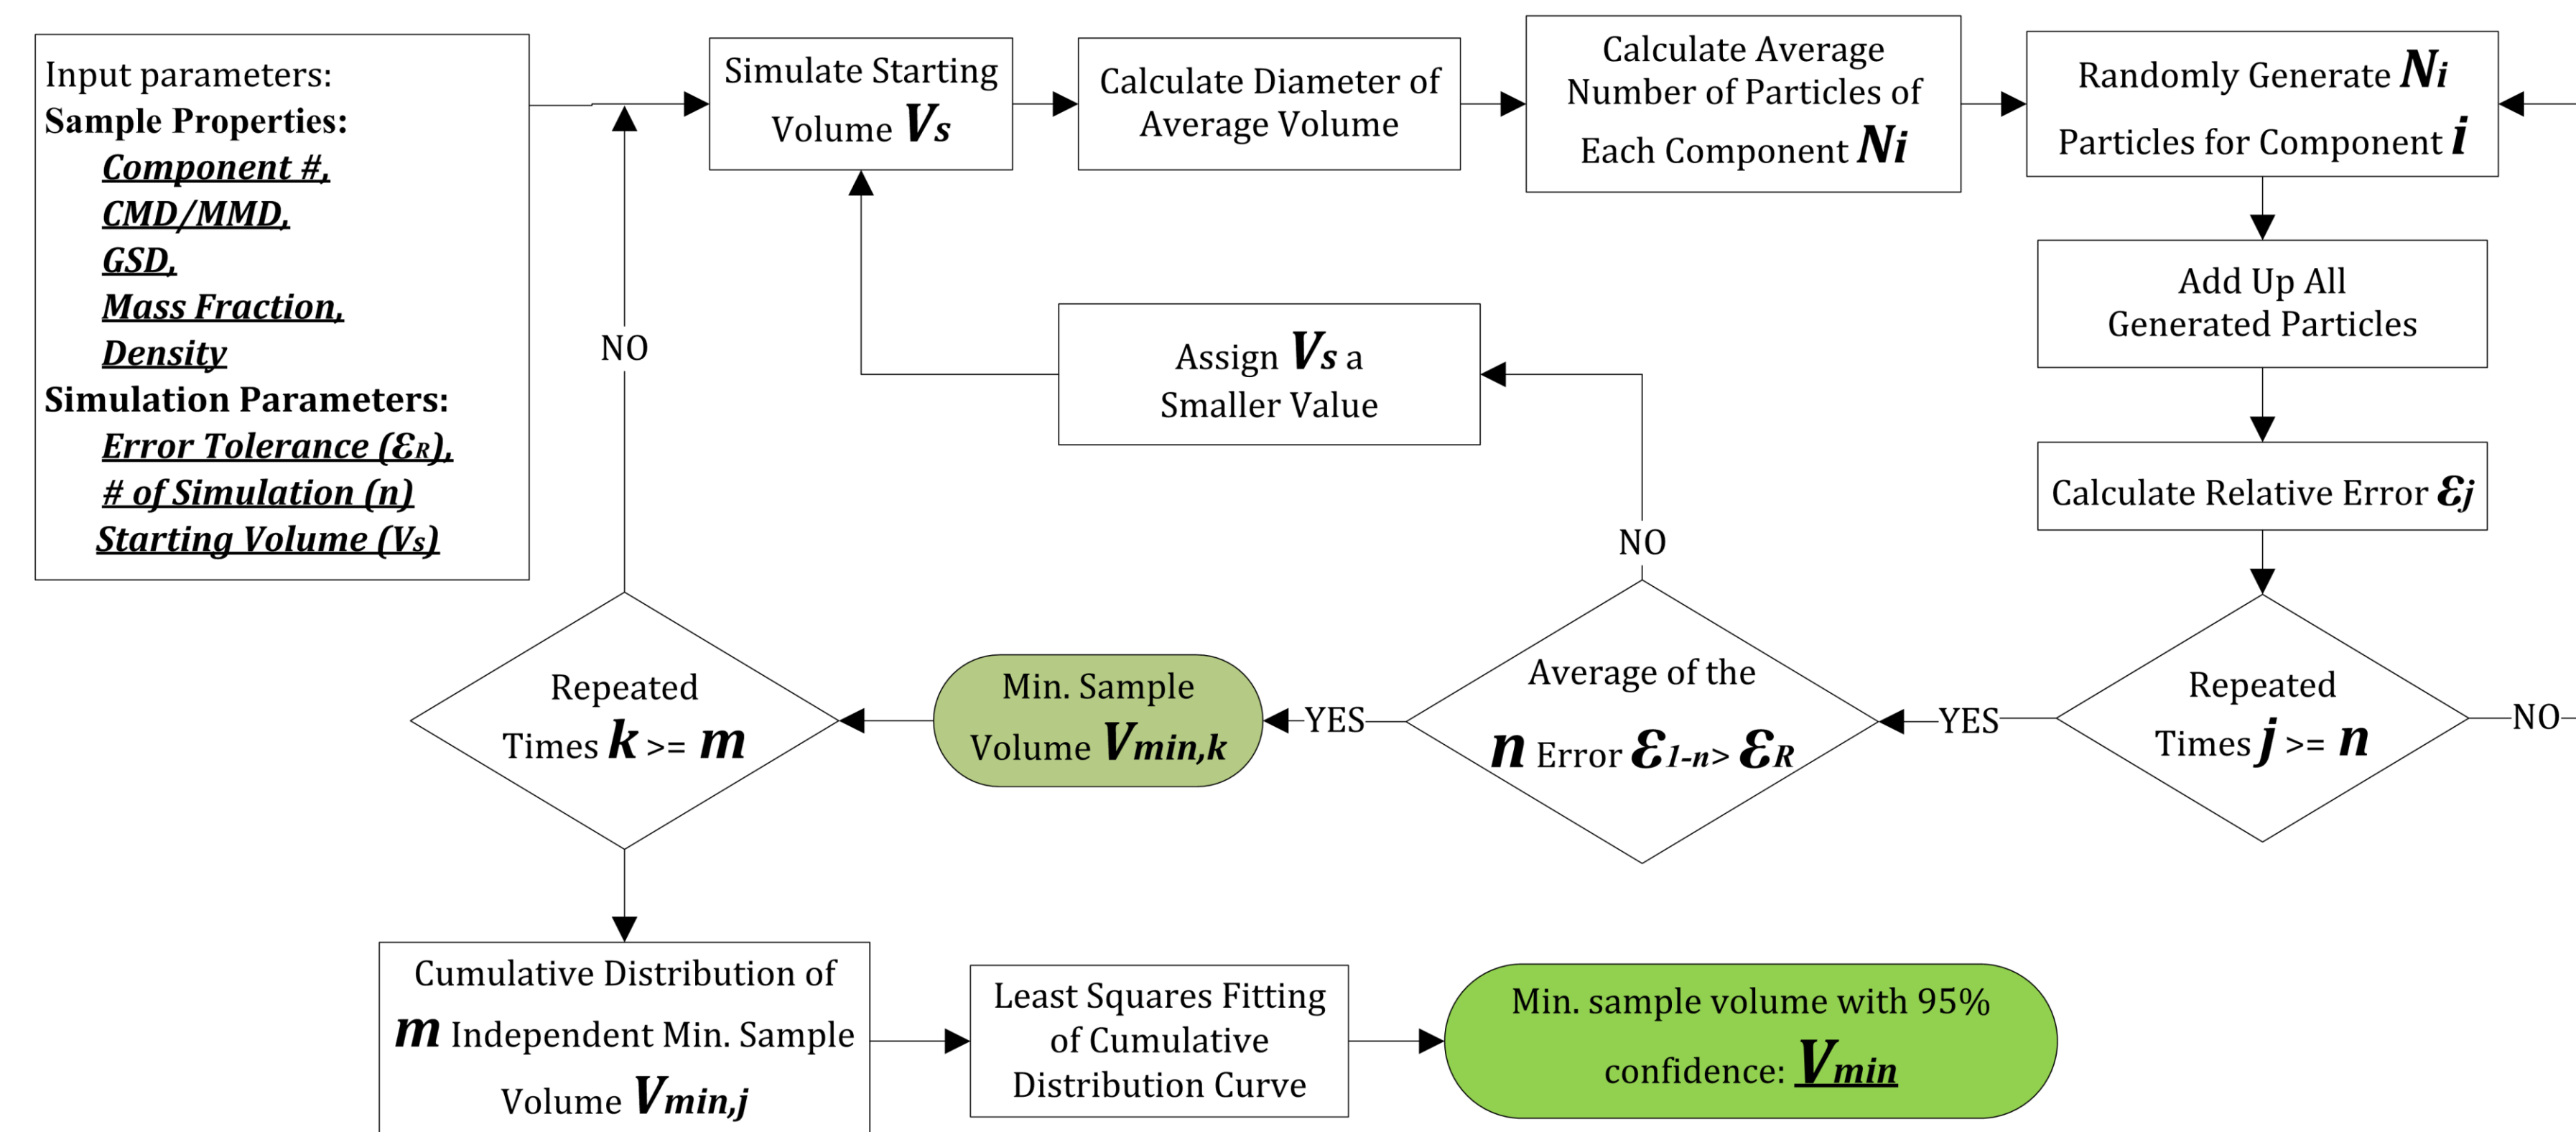 Input parameters:
Sample Properties:
Component #,
CMD/MMD,
GSD,
Mass Fraction,
Density
Simulation Parameters:
Error Tolerance (εR),
# of Simulation (n)
Starting Volume (Vs)
Simulate Starting
Volume Vs
Calculate Diameter of
Average Volume
Calculate Average
Number of Particles of
Each Component Ni
Randomly Generate Ni
Particles for Component i
Add Up All
Generated Particles
Calculate Relative Error εj
Repeated
Times j >= n
NO
YES
Average of the
n Error ε1-n> εR
NO
Assign Vs a
Smaller Value
YES
Min. Sample
Volume Vmin,k
Repeated
Times k >= m
NO
Cumulative Distribution of
m Independent Min. Sample
Volume Vmin,j
Least Squares Fitting
of Cumulative
Distribution Curve
Min. sample volume with 95%
confidence: Vmin